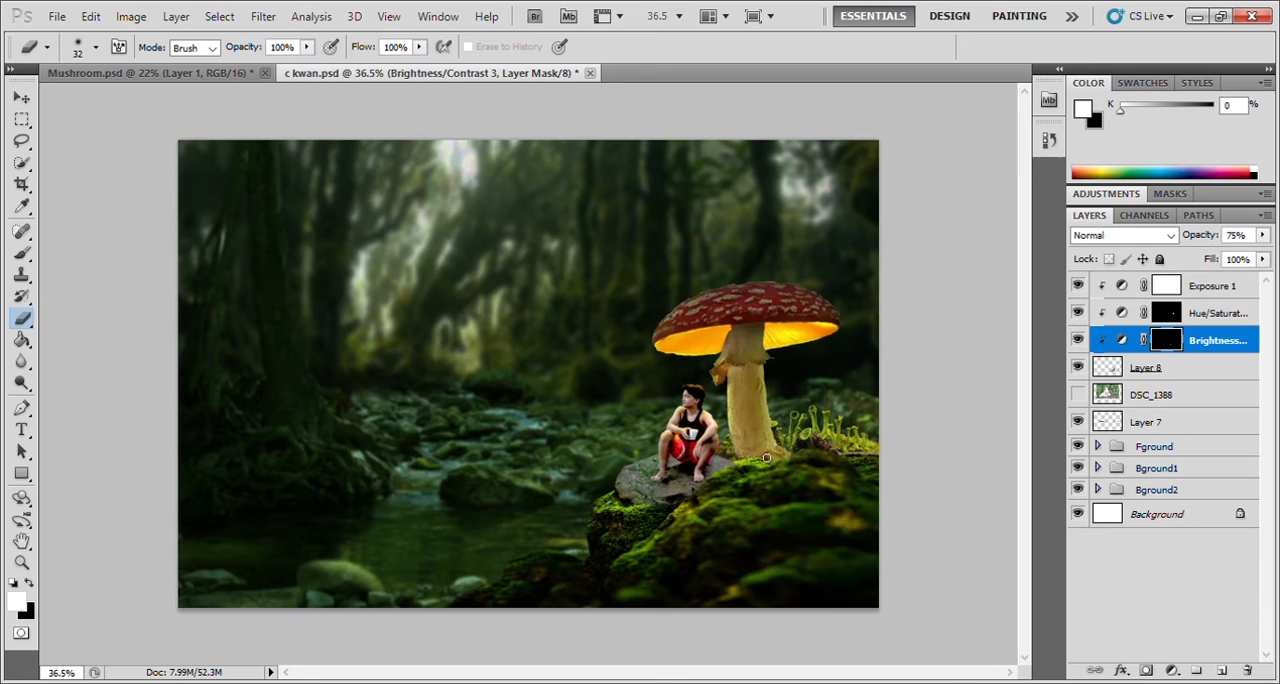 Ps File Edit Image Layer Select Filter Analysis 3D View Window Help Br Mb 36.5 ESSENTIALS DESIGN PAINTING CS Live
32 Mode: Brush Opacity: 100% Flow: 100% Erase to History
Mushroom.psd @ 22% (Layer 1, RGB/16) * c kwan.psd @ 36.5% (Brightness/Contrast 3, Layer Mask/8) *
COLOR SWATCHES STYLES
Mb
K 0 %
ADJUSTMENTS MASKS
LAYERS CHANNELS PATHS
Normal Opacity: 75%
Lock: Fill: 100%
Exposure 1
Hue/Saturat...
Brightness...
Layer 8
DSC_1388
Layer 7
Fground
Bground1
Bground2
Background
36.5% Doc: 7.99M/52.3M
fx